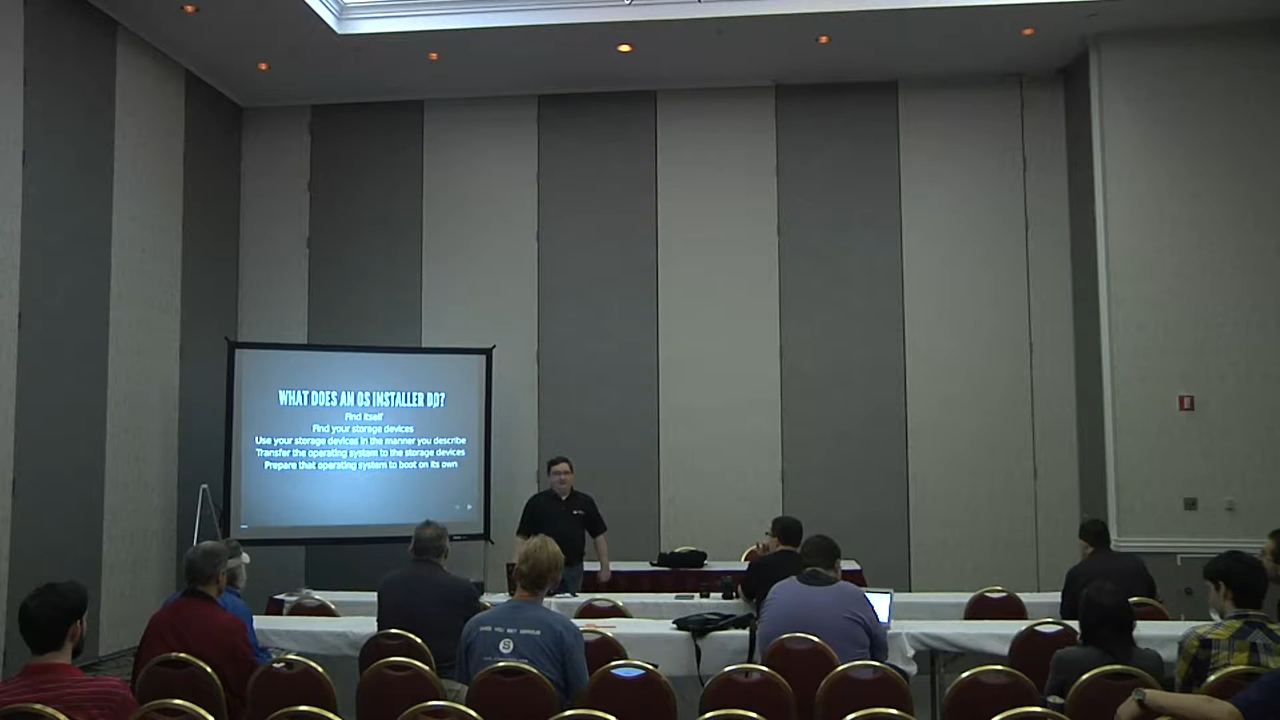 WHAT DOES AN OS INSTALLER DO?
Find itself
Find your storage devices
Use your storage devices in the manner you describe
Transfer the operating system to the storage devices
Prepare that operating system to boot on its own